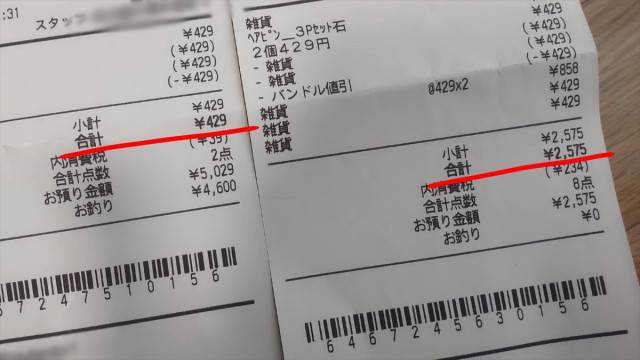 :31
スタッフ
¥429
(¥429)
(¥429)
(-¥429)
小計 ¥429
合計 ¥429
内消費税 (¥39)
合計点数 2点
お預り金額 ¥5,029
お釣り ¥4,600
67247510156
雑貨 ¥429
ヘアピン__3Pセット石 (¥429)
2個429円 (¥429)
- 雑貨 (-¥429)
- 雑貨 ¥858
- バンドル値引
雑貨 @429x2 ¥429
雑貨 ¥429
雑貨
小計 ¥2,575
合計 ¥2,575
内消費税 (¥234)
合計点数 8点
お預り金額 ¥2,575
お釣り ¥0
6467245630156